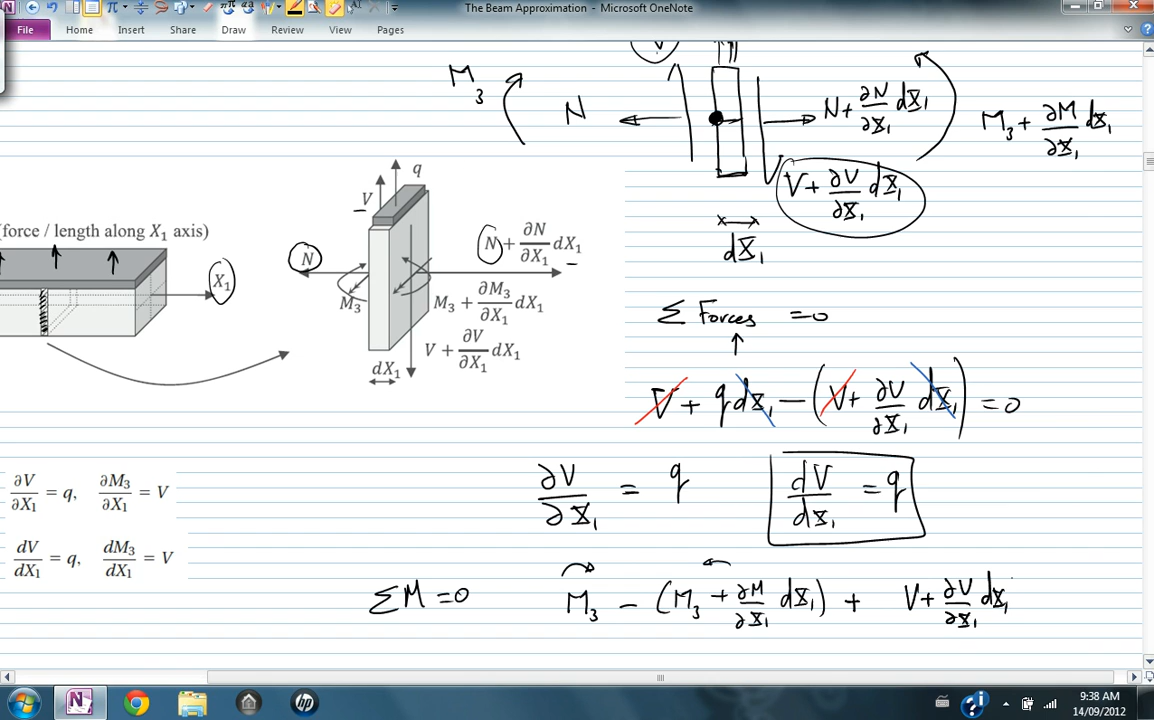 The Beam Approximation - Microsoft OneNote
File Home Insert Share Draw Review View Pages
M₃
N
V
N + ∂N/∂X₁ dX₁
M₃ + ∂M/∂X₁ dX₁
V + ∂V/∂X₁ dX₁
dX₁
(force / length along X₁ axis)
X₁
q
V
N
N + ∂N/∂X₁ dX₁
M₃
M₃ + ∂M₃/∂X₁ dX₁
V + ∂V/∂X₁ dX₁
dX₁
Σ Forces = 0
V + q dX₁ − (V + ∂V/∂X₁ dX₁) = 0
∂V/∂X₁ = q
dV/dX₁ = q
∂V/∂X₁ = q, ∂M₃/∂X₁ = V
dV/dX₁ = q, dM₃/dX₁ = V
ΣM = 0
M₃ − (M₃ + ∂M/∂X₁ dX₁) + V + ∂V/∂X₁ dX₁
9:38 AM
14/09/2012